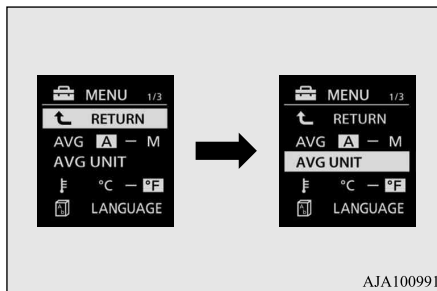 MENU 1/3
RETURN
AVG A – M
AVG UNIT
°C – °F
LANGUAGE
MENU 1/3
RETURN
AVG A – M
AVG UNIT
°C – °F
LANGUAGE
AJA100991